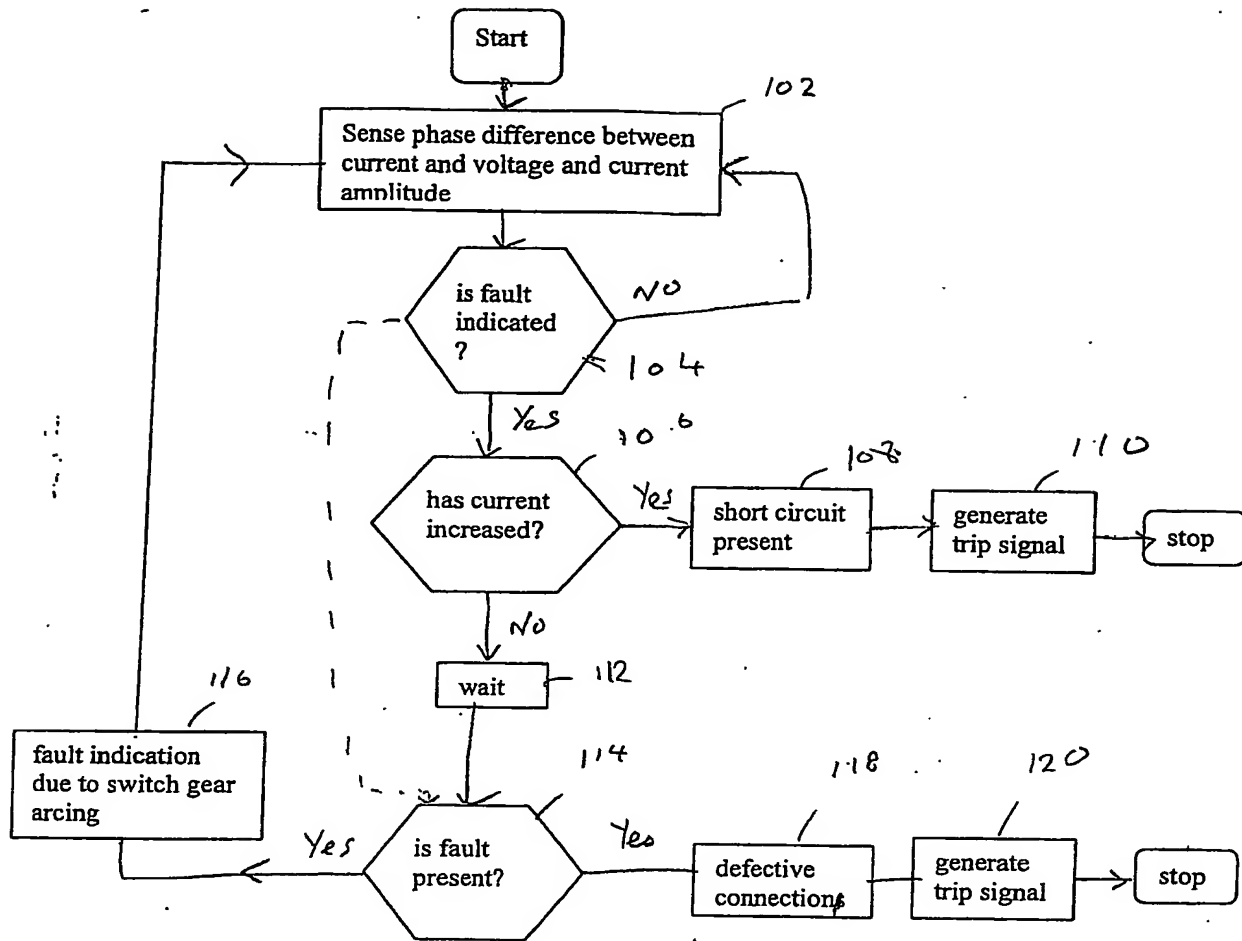 Start
102
Sense phase difference between
current and voltage and current
amplitude
is fault
indicated
?
NO
104
Yes
106
has current
increased?
Yes
108
short circuit
present
110
generate
trip signal
stop
NO
wait
112
116
fault indication
due to switch gear
arcing
114
is fault
present?
Yes
Yes
118
defective
connections
120
generate
trip signal
stop